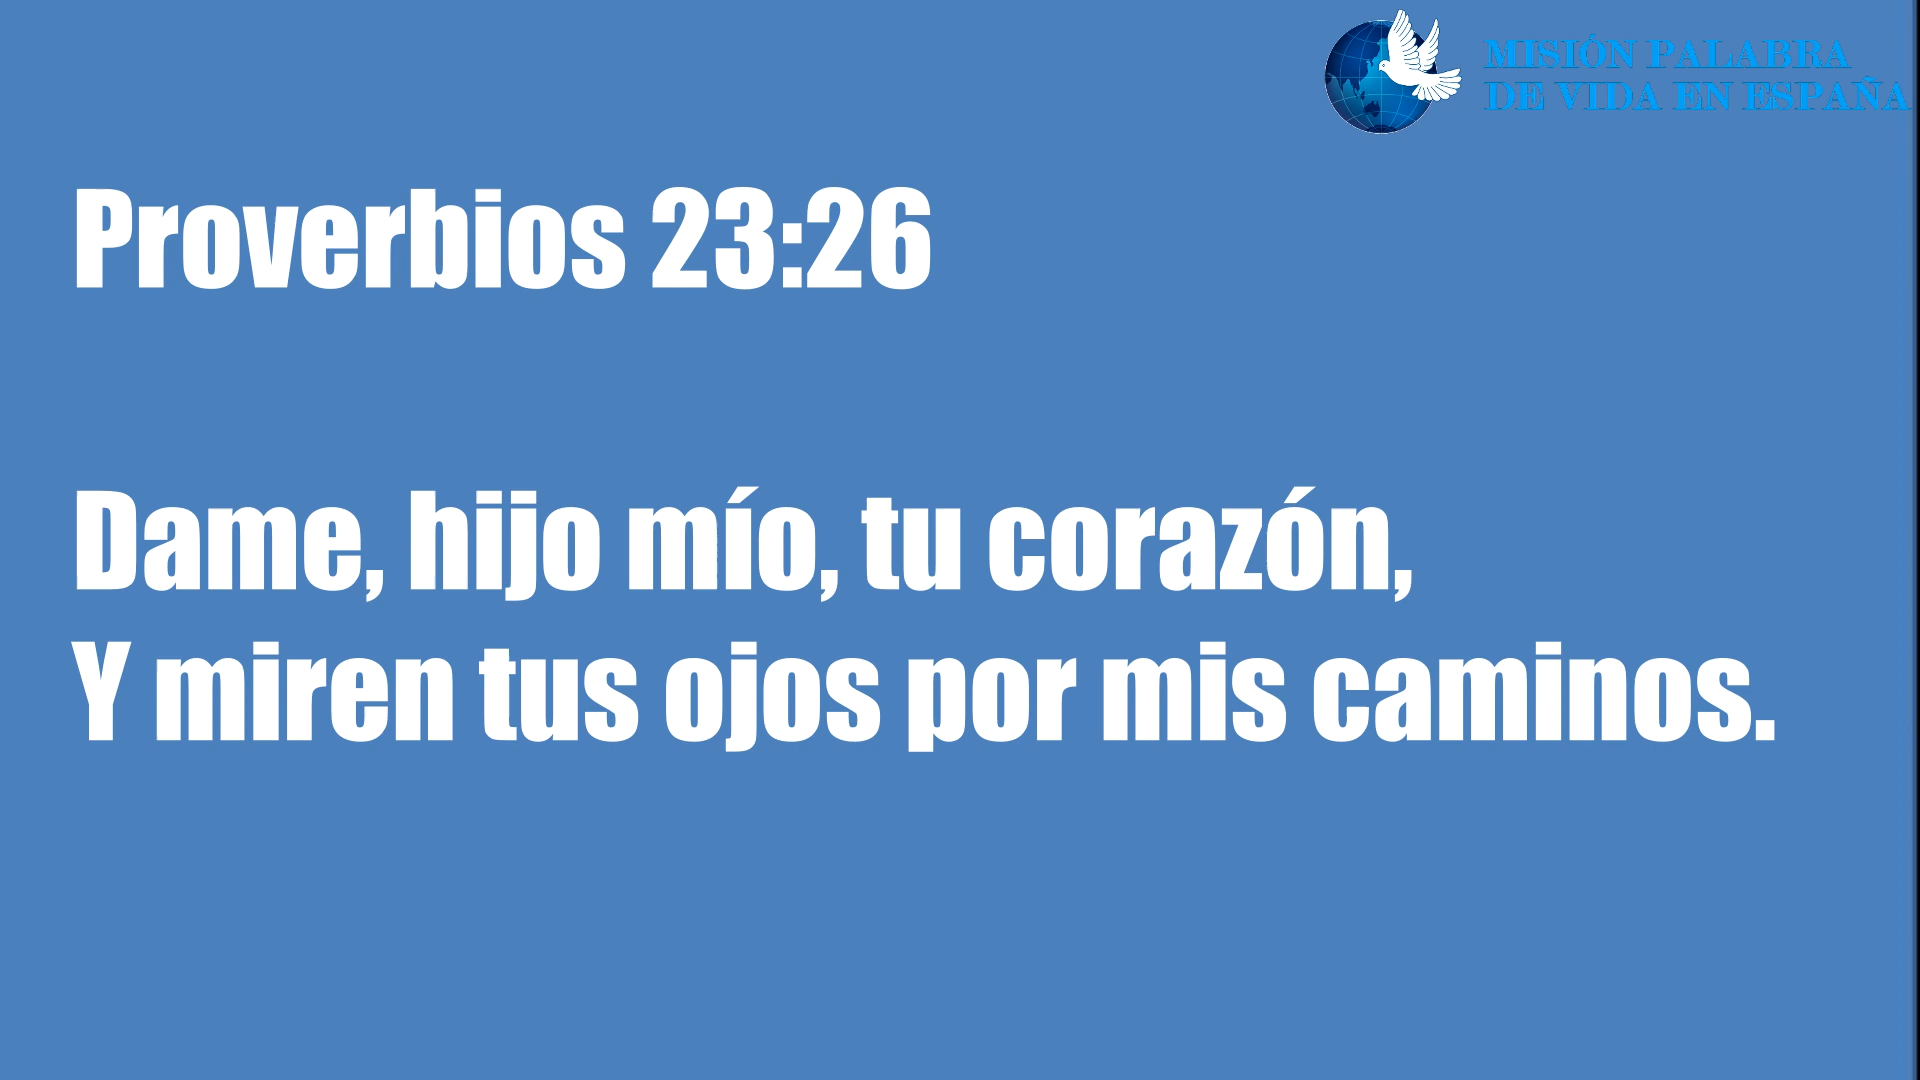 MISIÓN PALABRA
DE VIDA EN ESPAÑA
Proverbios 23:26
Dame, hijo mío, tu corazón,
Y miren tus ojos por mis caminos.